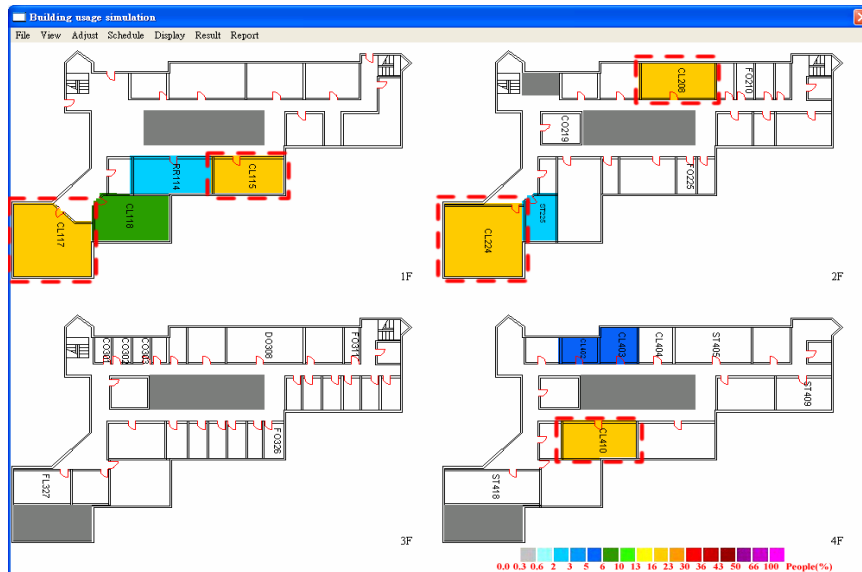 Building usage simulation
File View Adjust Schedule Display Result Report
RR114
CL115
CL117
CL118
1F
CL208
FO210
CO219
FO225
ST226
CL224
2F
CO301
CO302
CO303
DO308
FO311
FO326
FL327
3F
CL402
CL403
CL404
ST405
ST409
CL410
ST418
4F
0.0 0.3 0.6 2 3 5 6 10 13 16 23 30 36 43 50 66 100 People(%)